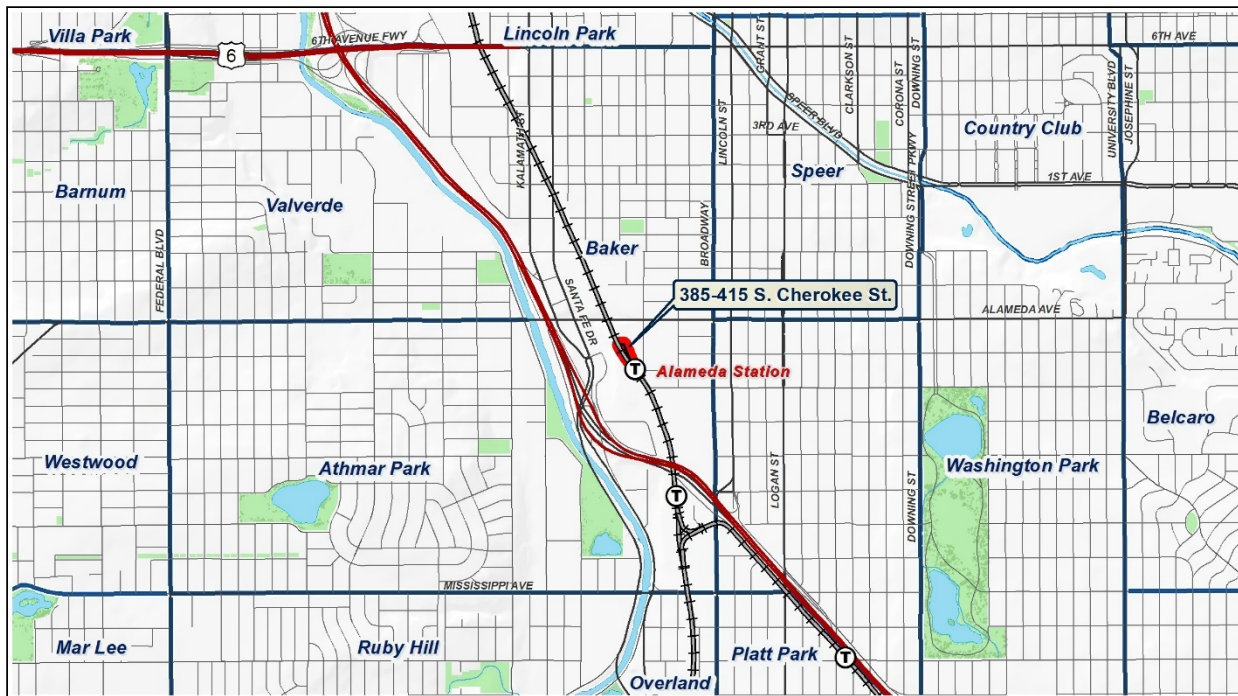 Villa Park
6TH AVENUE FWY
Lincoln Park
6TH AVE
6
GRANT ST
CLARKSON ST
DOWNING ST
CORONA ST
UNIVERSITY BLVD
JOSEPHINE ST
KALAMATH ST
LINCOLN ST
3RD AVE
SPEER BLVD
Country Club
Barnum
Valverde
Speer
1ST AVE
DOWNING STREET PKWY
FEDERAL BLVD
Baker
BROADWAY
SANTA FE DR
385-415 S. Cherokee St.
ALAMEDA AVE
T
Alameda Station
Belcaro
Westwood
Athmar Park
LOGAN ST
Washington Park
T
DOWNING ST
MISSISSIPPI AVE
Mar Lee
Ruby Hill
Platt Park
T
Overland